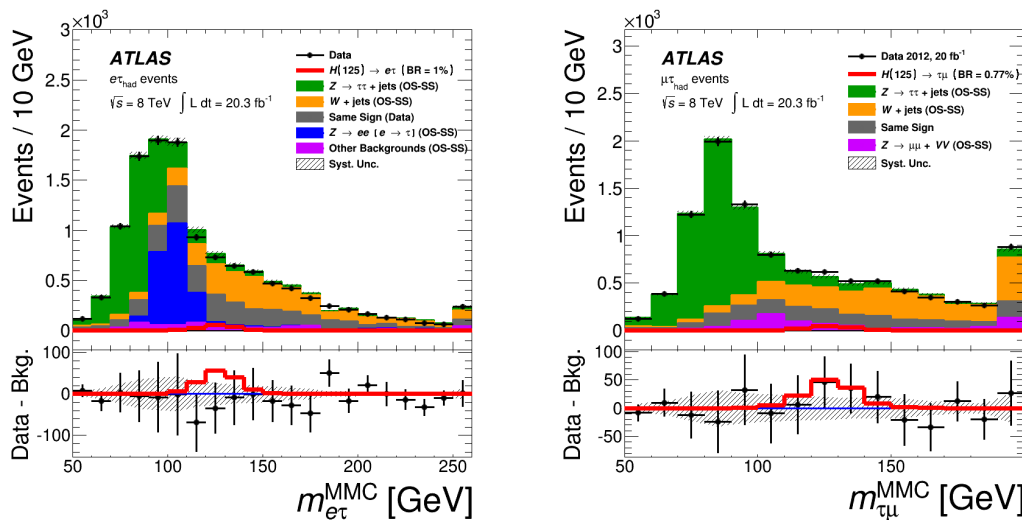 ×10³
Events / 10 GeV
3
2.5
2
1.5
1
0.5
0
ATLAS
eτhad events
√s = 8 TeV ∫ L dt = 20.3 fb⁻¹
Data
H(125) → eτ (BR = 1%)
Z → ττ + jets (OS-SS)
W + jets (OS-SS)
Same Sign (Data)
Z → ee [e → τ] (OS-SS)
Other Backgrounds (OS-SS)
Syst. Unc.
Data - Bkg.
100
0
-100
50 100 150 200 250
m_eτ^MMC [GeV]
×10³
Events / 10 GeV
3
2.5
2
1.5
1
0.5
0
ATLAS
μτhad events
√s = 8 TeV ∫ L dt = 20.3 fb⁻¹
Data 2012, 20 fb⁻¹
H(125) → τμ (BR = 0.77%)
Z → ττ + jets (OS-SS)
W + jets (OS-SS)
Same Sign
Z → μμ + VV (OS-SS)
Syst. Unc.
Data - Bkg.
100
50
0
-50
50 100 150
m_τμ^MMC [GeV]